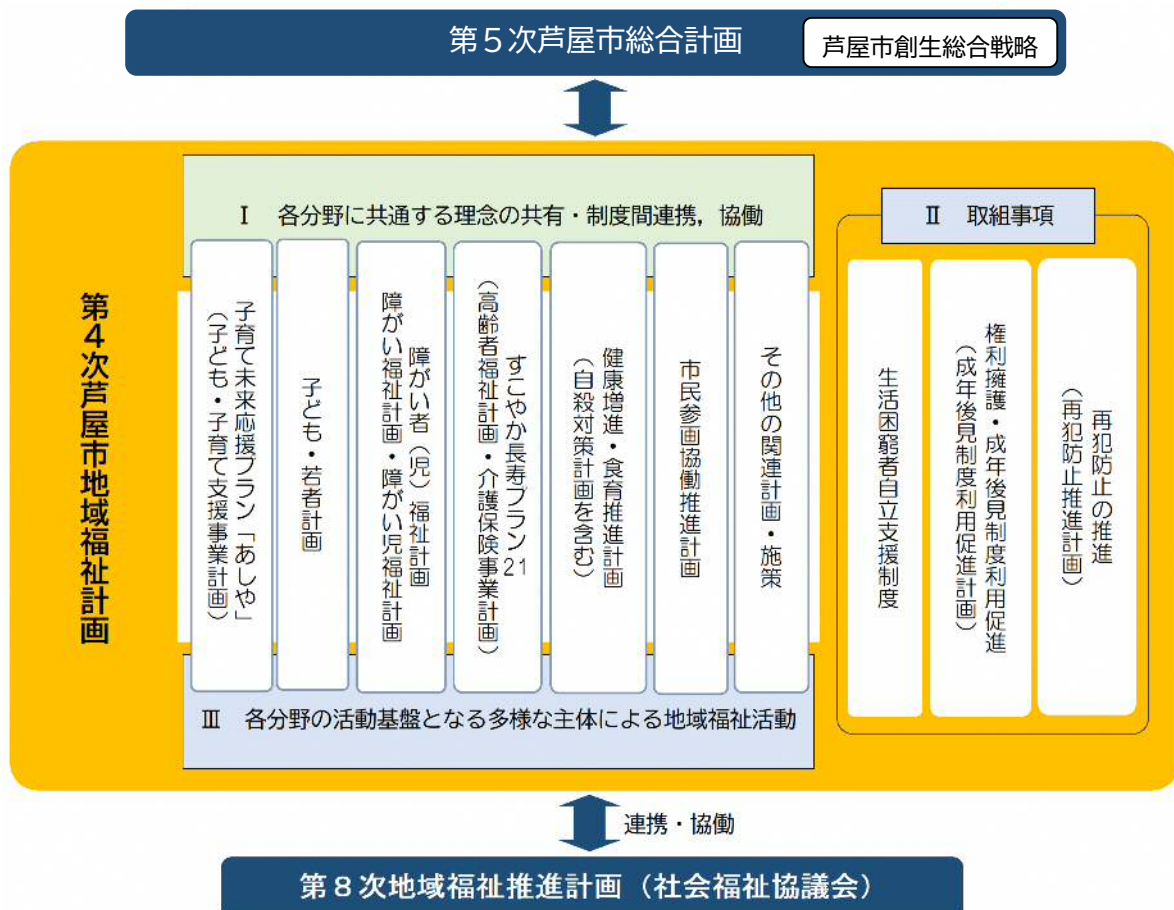 第5次芦屋市総合計画
芦屋市創生総合戦略
第4次芦屋市地域福祉計画
Ⅰ 各分野に共通する理念の共有・制度間連携,協働
子育て未来応援プラン「あしや」
(子ども・子育て支援事業計画)
子ども・若者計画
障がい者(児)福祉計画
障がい福祉計画・障がい児福祉計画
すこやか長寿プラン21
(高齢者福祉計画・介護保険事業計画)
健康増進・食育推進計画
(自殺対策計画を含む)
市民参画協働推進計画
その他の関連計画・施策
Ⅲ 各分野の活動基盤となる多様な主体による地域福祉活動
Ⅱ 取組事項
生活困窮者自立支援制度
権利擁護・成年後見制度利用促進
(成年後見制度利用促進計画)
再犯防止の推進
(再犯防止推進計画)
連携・協働
第8次地域福祉推進計画(社会福祉協議会)